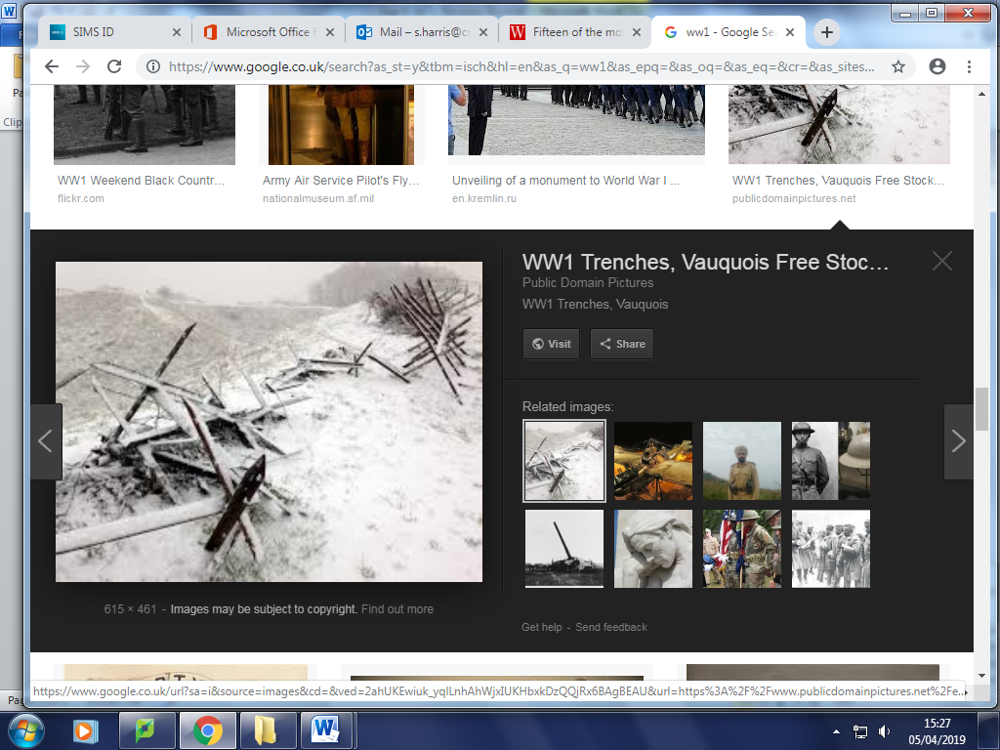 SIMS ID
Microsoft Office
Mail – s.harris@
Fifteen of the mo
ww1 - Google Se
https://www.google.co.uk/search?as_st=y&tbm=isch&hl=en&as_q=ww1&as_epq=&as_oq=&as_eq=&cr=&as_sites...
Pa
Clip
WW1 Weekend Black Countr...
flickr.com
Army Air Service Pilot's Fly...
nationalmuseum.af.mil
Unveiling of a monument to World War I ...
en.kremlin.ru
WW1 Trenches, Vauquois Free Stock...
publicdomainpictures.net
WW1 Trenches, Vauquois Free Stoc...
Public Domain Pictures
WW1 Trenches, Vauquois
Visit
Share
Related images:
615 × 461 - Images may be subject to copyright. Find out more
Get help - Send feedback
https://www.google.co.uk/url?sa=i&source=images&cd=&ved=2ahUKEwiuk_yqlLnhAhWjxIUKHbxkDzQQjRx6BAgBEAU&url=https%3A%2F%2Fwww.publicdomainpictures.net%2Fe...
Pa
15:27
05/04/2019